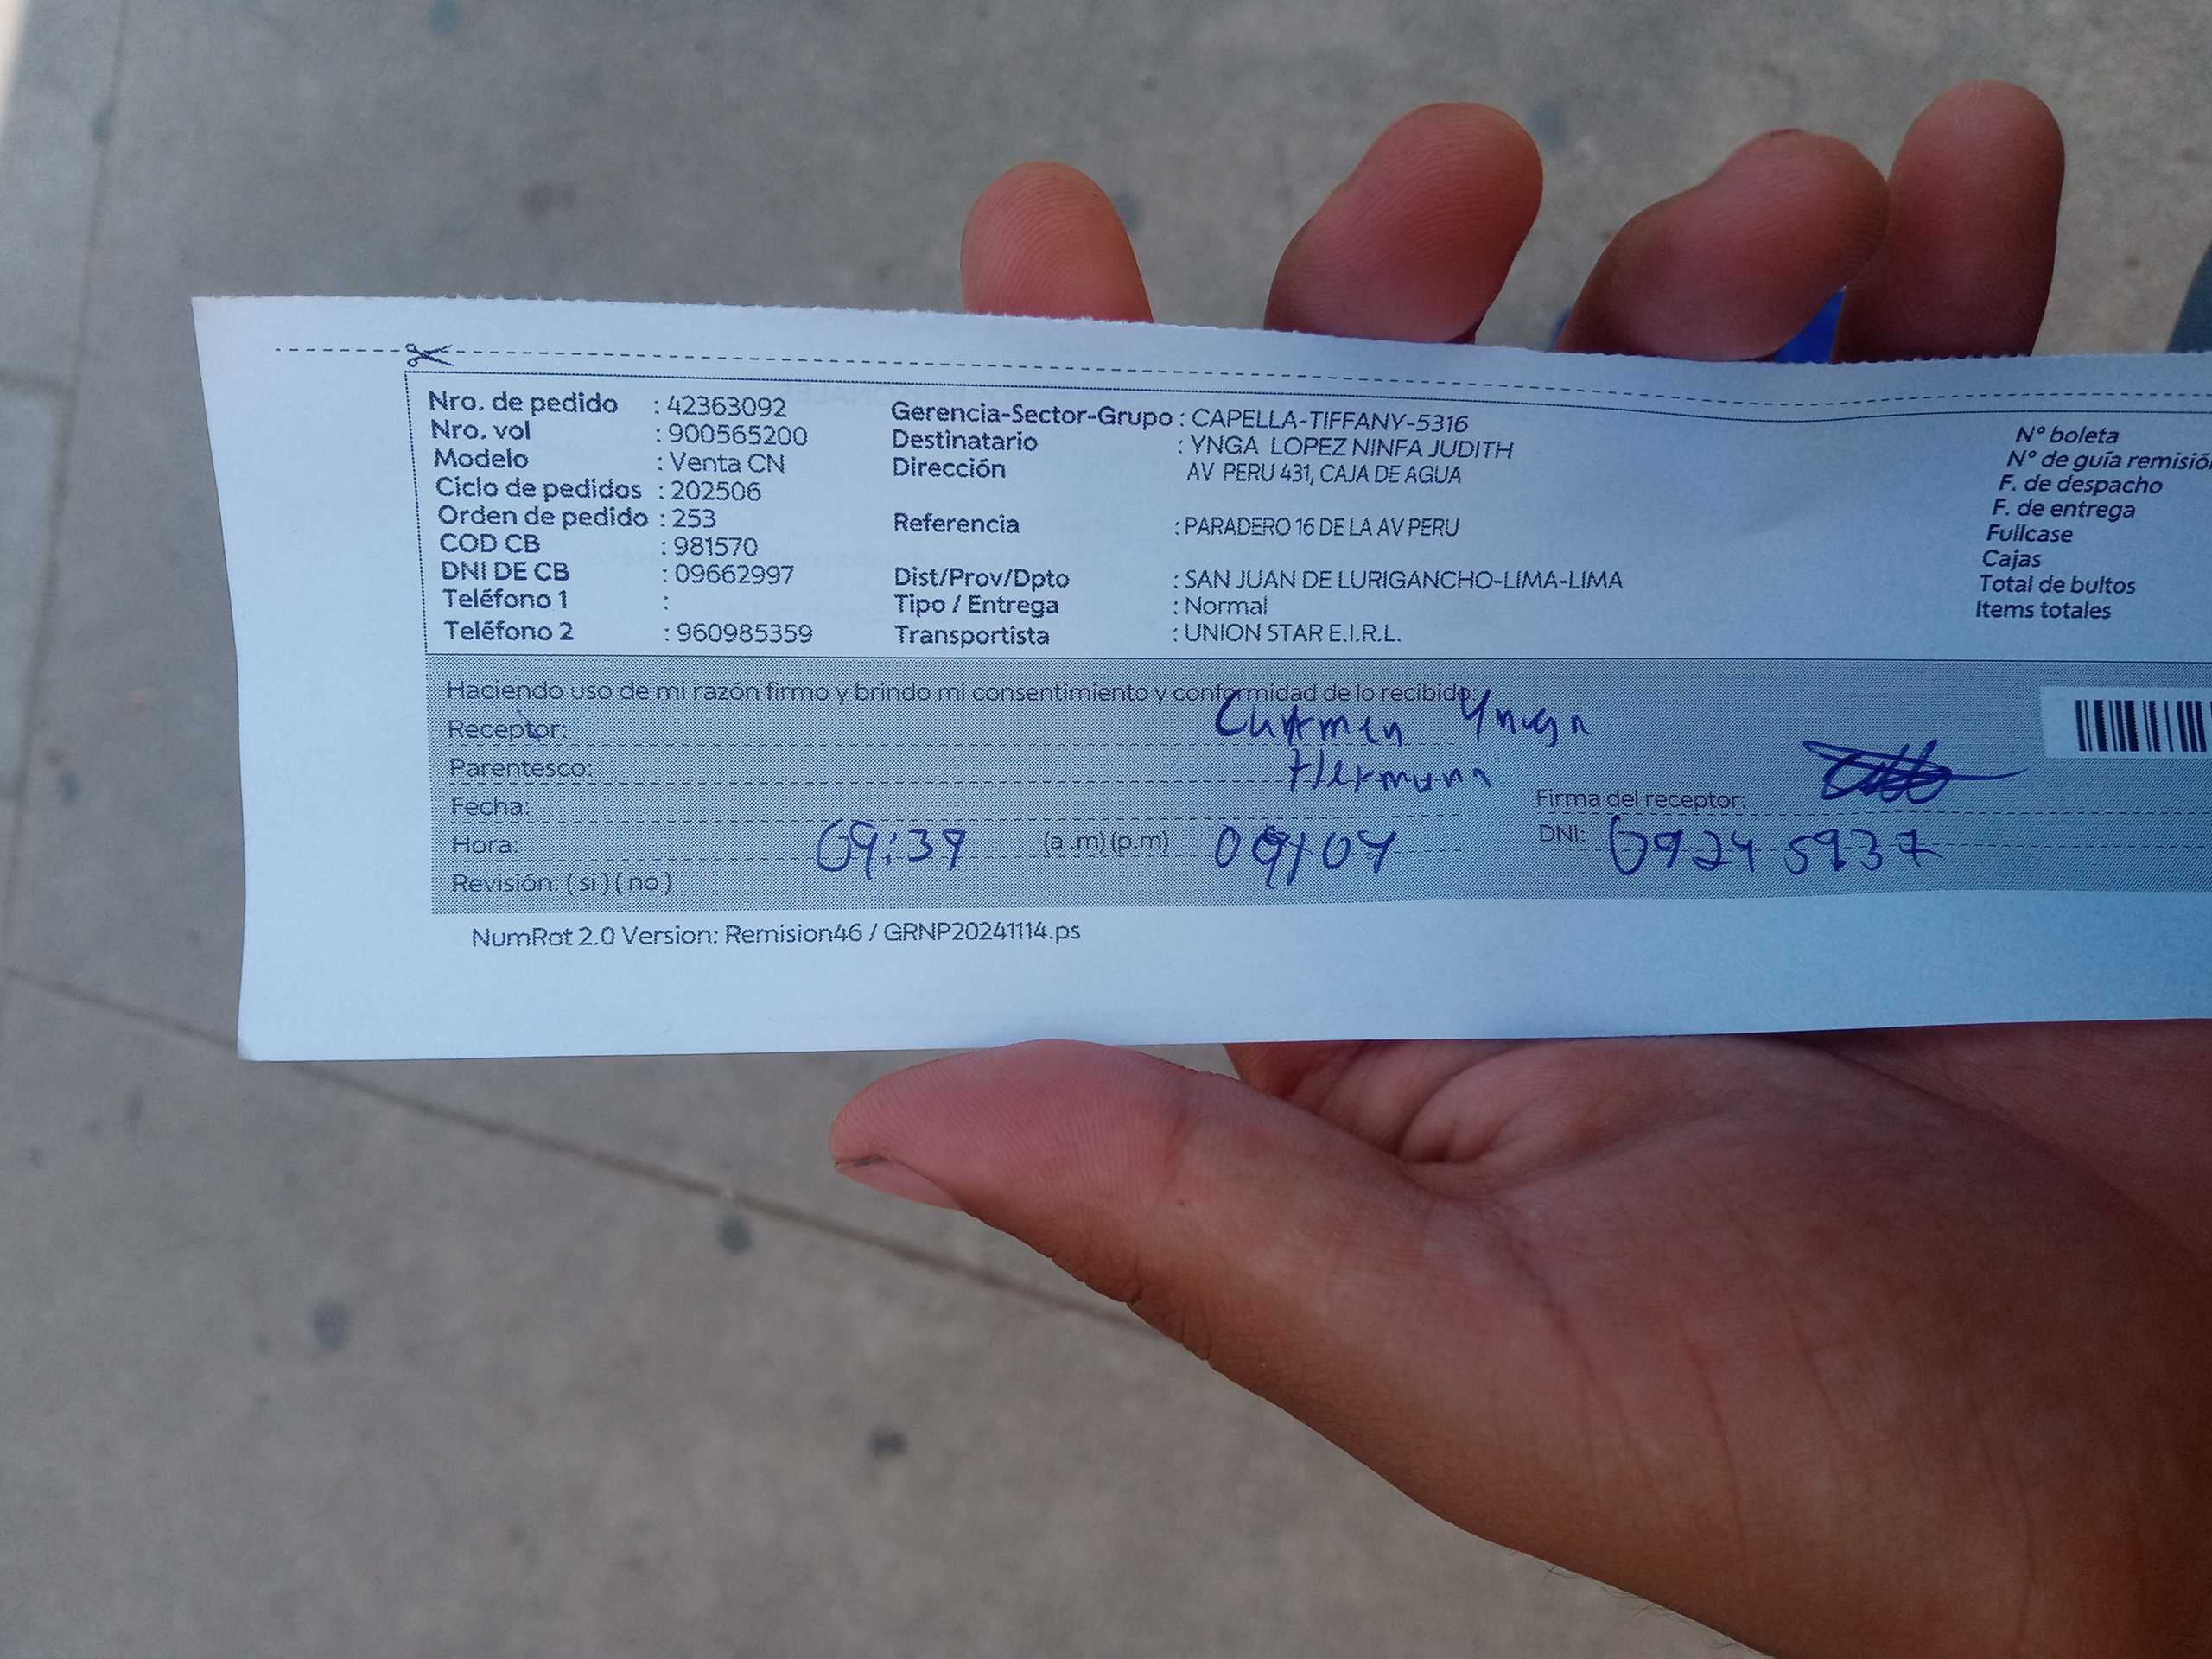 Nro. de pedido : 42363092
Nro. vol : 900565200
Modelo : Venta CN
Ciclo de pedidos : 202506
Orden de pedido : 253
COD CB : 981570
DNI DE CB : 09662997
Teléfono 1 :
Teléfono 2 : 960985359
Gerencia-Sector-Grupo : CAPELLA-TIFFANY-5316
Destinatario : YNGA LOPEZ NINFA JUDITH
Dirección AV PERU 431, CAJA DE AGUA
Referencia : PARADERO 16 DE LA AV PERU
Dist/Prov/Dpto : SAN JUAN DE LURIGANCHO-LIMA-LIMA
Tipo / Entrega : Normal
Transportista : UNION STAR E.I.R.L.
N° boleta
N° de guía remisión
F. de despacho
F. de entrega
Fullcase
Cajas
Total de bultos
Items totales
Haciendo uso de mi razón firmo y brindo mi consentimiento y conformidad de lo recibido:
Receptor: Carmen Ynga
Parentesco: Hermana
Fecha:
Hora: 09:39 (a .m) (p.m) 09/04
Revisión: ( si ) ( no )
Firma del receptor:
DNI: 09245937
NumRot 2.0 Version: Remision46 / GRNP20241114.ps